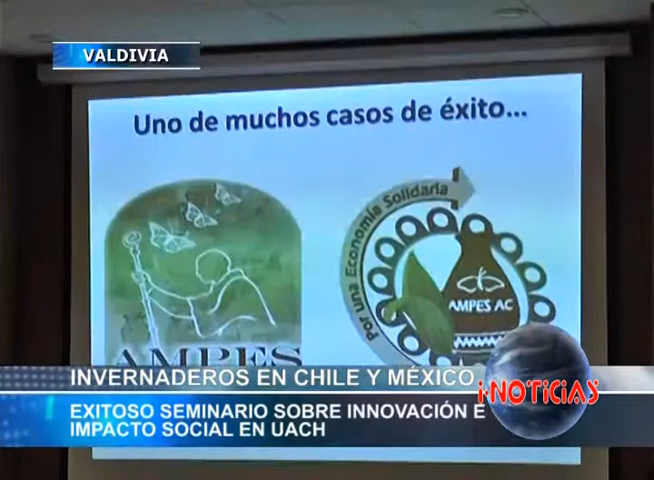 VALDIVIA
Uno de muchos casos de éxito...
Por una Economía Solidaria
AMPES
AMPES AC
INVERNADEROS EN CHILE Y MÉXICO
i-NOTICIAS
EXITOSO SEMINARIO SOBRE INNOVACIÓN E
IMPACTO SOCIAL EN UACH